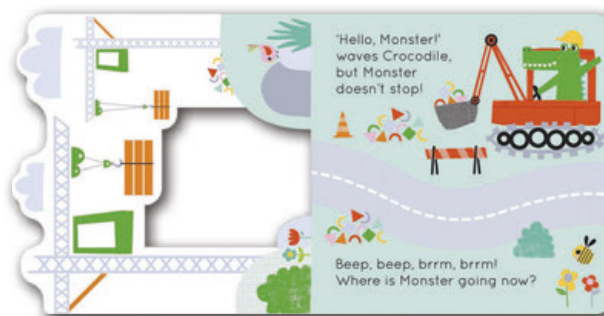 'Hello, Monster!'
waves Crocodile,
but Monster
doesn't stop!
Beep, beep, brrm, brrm!
Where is Monster going now?